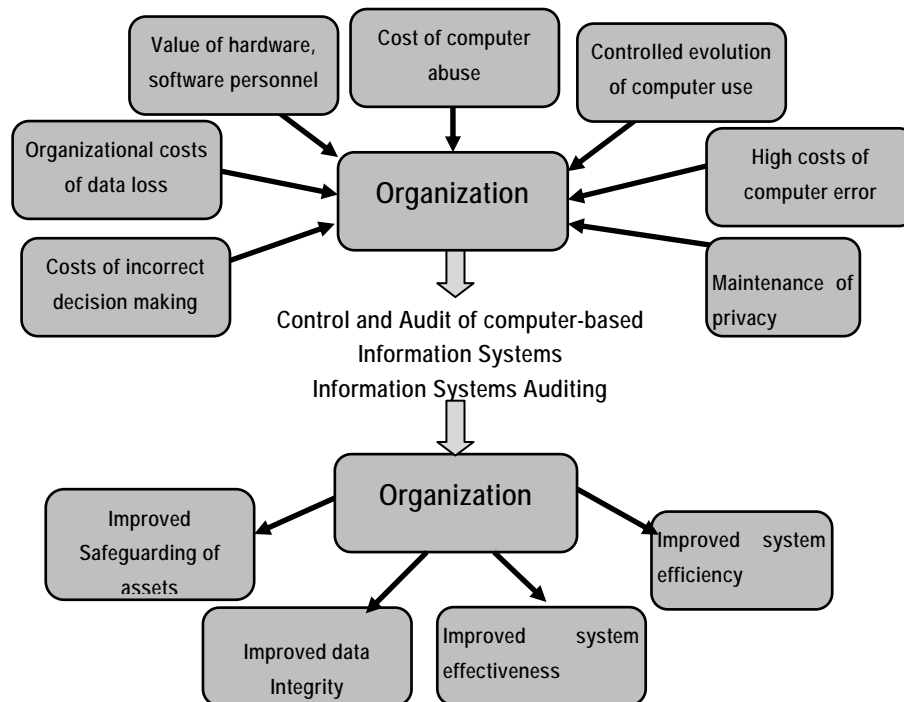 Value of hardware,
software personnel
Cost of computer
abuse
Controlled evolution
of computer use
Organizational costs
of data loss
Organization
High costs of
computer error
Costs of incorrect
decision making
Maintenance of
privacy
Control and Audit of computer-based
Information Systems
Information Systems Auditing
Organization
Improved
Safeguarding of
assets
Improved system
efficiency
Improved data
Integrity
Improved system
effectiveness